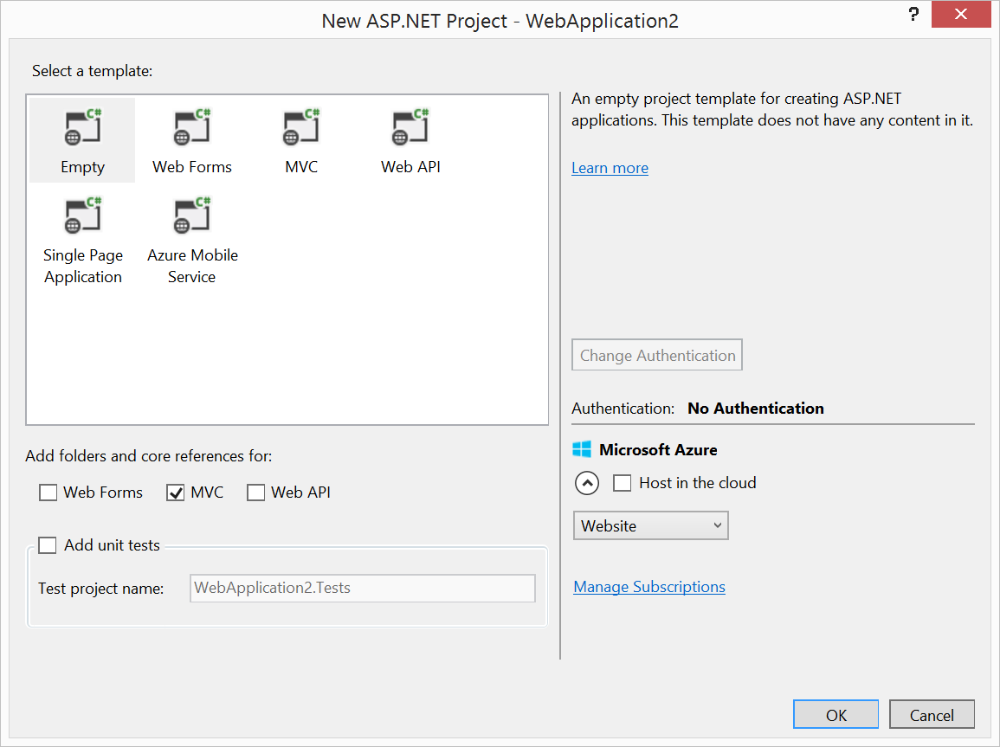 New ASP.NET Project - WebApplication2
?
Select a template:
C# C# C# C#
Empty Web Forms MVC Web API
C# C#
Single Page Azure Mobile
Application Service
An empty project template for creating ASP.NET
applications. This template does not have any content in it.
Learn more
Change Authentication
Authentication: No Authentication
Add folders and core references for:
Web Forms MVC Web API
Add unit tests
Test project name: WebApplication2.Tests
Microsoft Azure
Host in the cloud
Website
Manage Subscriptions
OK Cancel